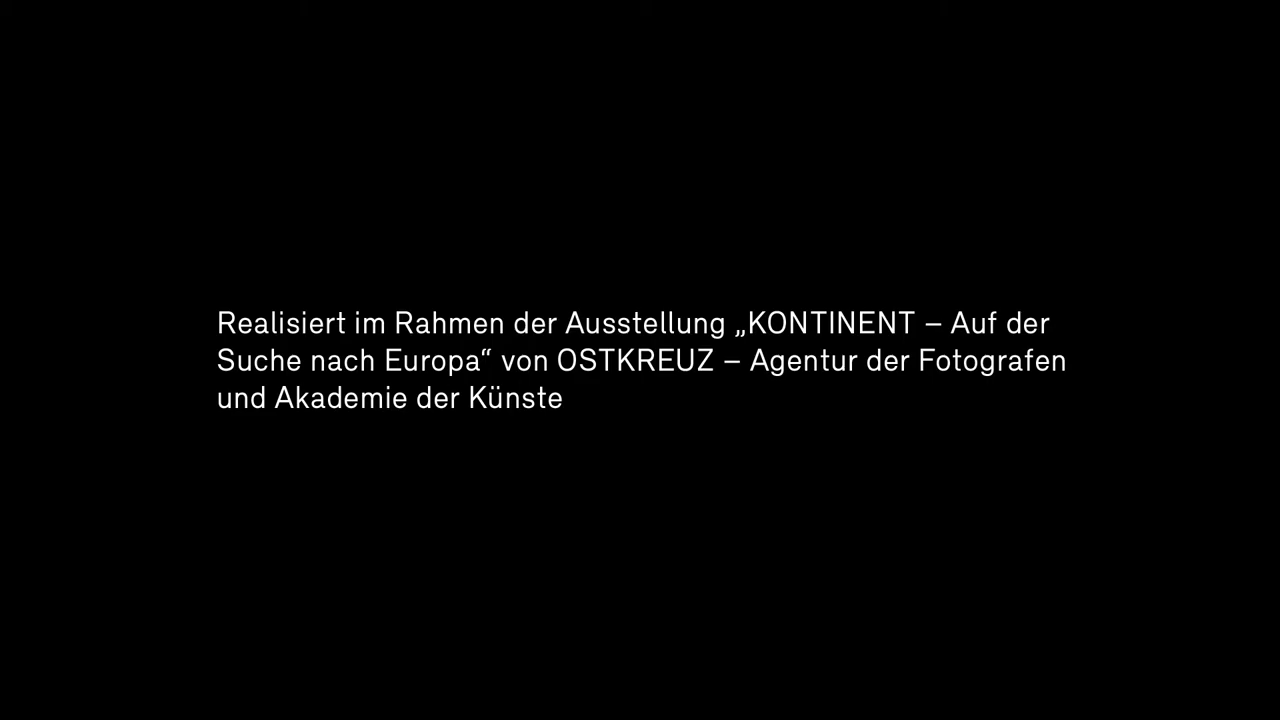 Realisiert im Rahmen der Ausstellung „KONTINENT – Auf der
Suche nach Europa“ von OSTKREUZ – Agentur der Fotografen
und Akademie der Künste